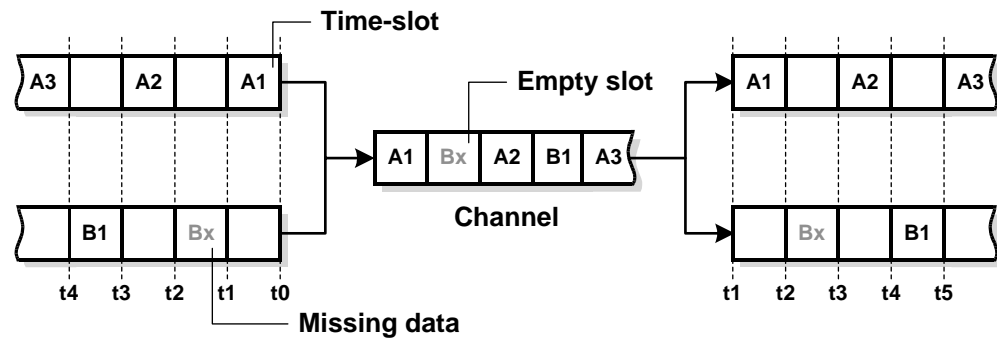 Time-slot
A3 A2 A1
A1 A2 A3
Empty slot
A1 Bx A2 B1 A3
Channel
B1 Bx
Bx B1
t4 t3 t2 t1 t0
t1 t2 t3 t4 t5
Missing data